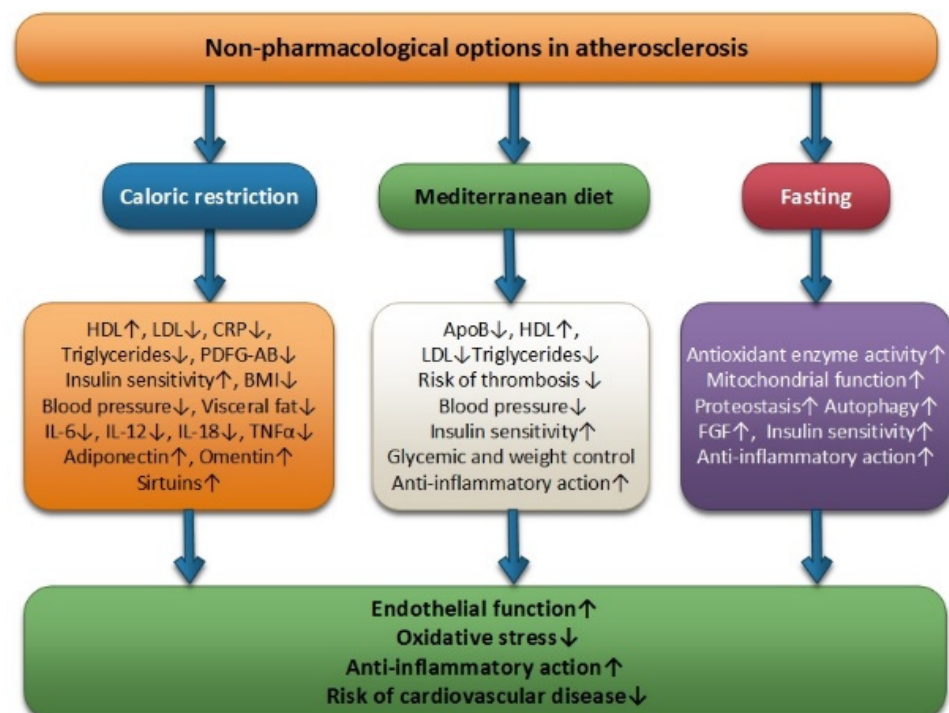 Non-pharmacological options in atherosclerosis
Caloric restriction
Mediterranean diet
Fasting
HDL↑, LDL↓, CRP↓,
Triglycerides↓, PDFG-AB↓
Insulin sensitivity↑, BMI↓
Blood pressure↓, Visceral fat↓
IL-6↓, IL-12↓, IL-18↓, TNFα↓
Adiponectin↑, Omentin↑
Sirtuins↑
ApoB↓, HDL↑,
LDL↓Triglycerides↓
Risk of thrombosis ↓
Blood pressure↓
Insulin sensitivity↑
Glycemic and weight control
Anti-inflammatory action↑
Antioxidant enzyme activity↑
Mitochondrial function↑
Proteostasis↑ Autophagy↑
FGF↑, Insulin sensitivity↑
Anti-inflammatory action↑
Endothelial function↑
Oxidative stress↓
Anti-inflammatory action↑
Risk of cardiovascular disease↓